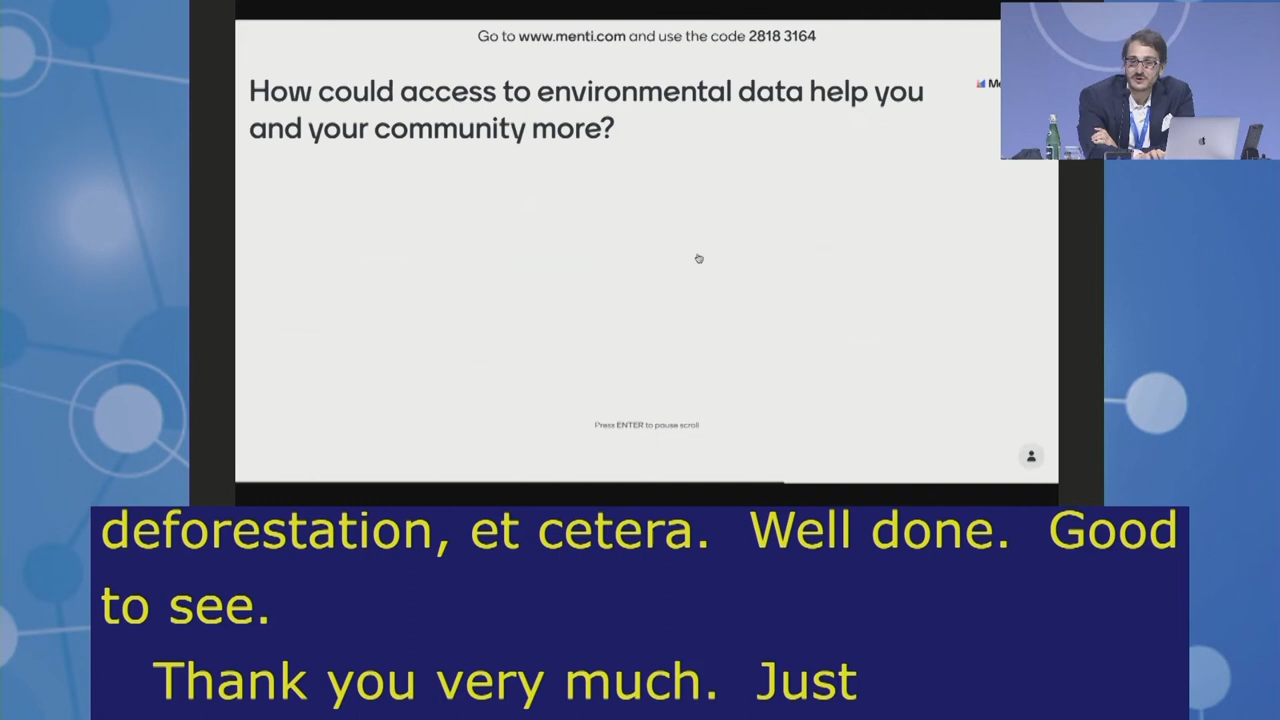 Go to www.menti.com and use the code 2818 3164
How could access to environmental data help you
and your community more?
Press ENTER to pause scroll
deforestation, et cetera.  Well done.  Good
to see.
Thank you very much.  Just